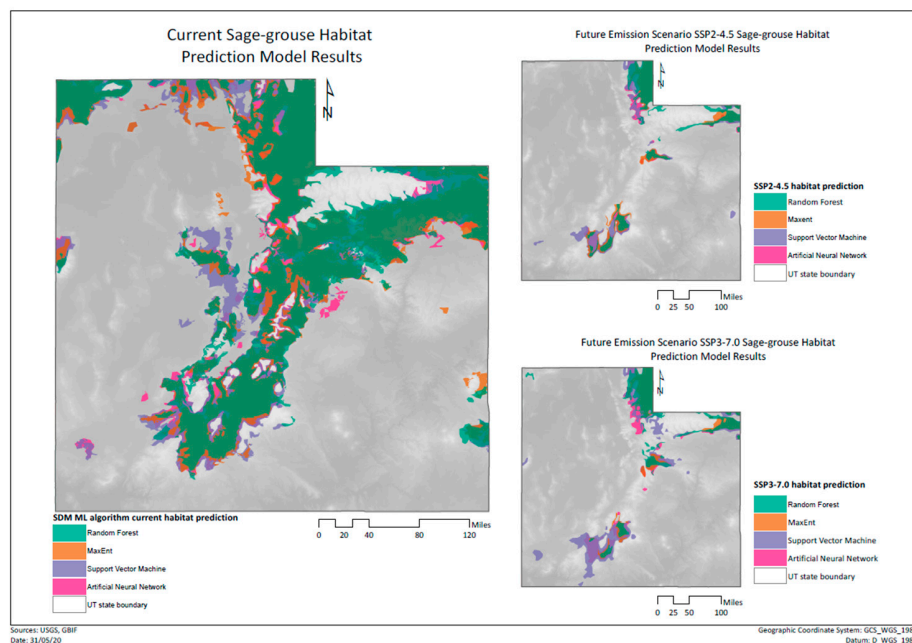 Current Sage-grouse Habitat
Prediction Model Results
N
SDM ML algorithm current habitat prediction
Random Forest
MaxEnt
Support Vector Machine
Artificial Neural Network
UT state boundary
Miles
0 20 40 80 120
Future Emission Scenario SSP2-4.5 Sage-grouse Habitat
Prediction Model Results
N
SSP2-4.5 habitat prediction
Random Forest
Maxent
Support Vector Machine
Artificial Neural Network
UT state boundary
Miles
0 25 50 100
Future Emission Scenario SSP3-7.0 Sage-grouse Habitat
Prediction Model Results
N
SSP3-7.0 habitat prediction
Random Forest
MaxEnt
Support Vector Machine
Artificial Neural Network
UT state boundary
Miles
0 25 50 100
Sources: USGS, GBIF
Date: 31/05/20
Geographic Coordinate System: GCS_WGS_198
Datum: D_WGS_198